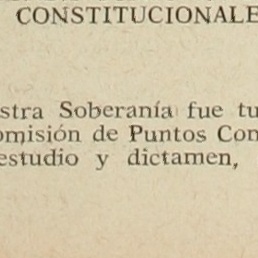 CONSTITUCIONALE
stra Soberanía fue tu
omisión de Puntos Con
estudio y dictamen,